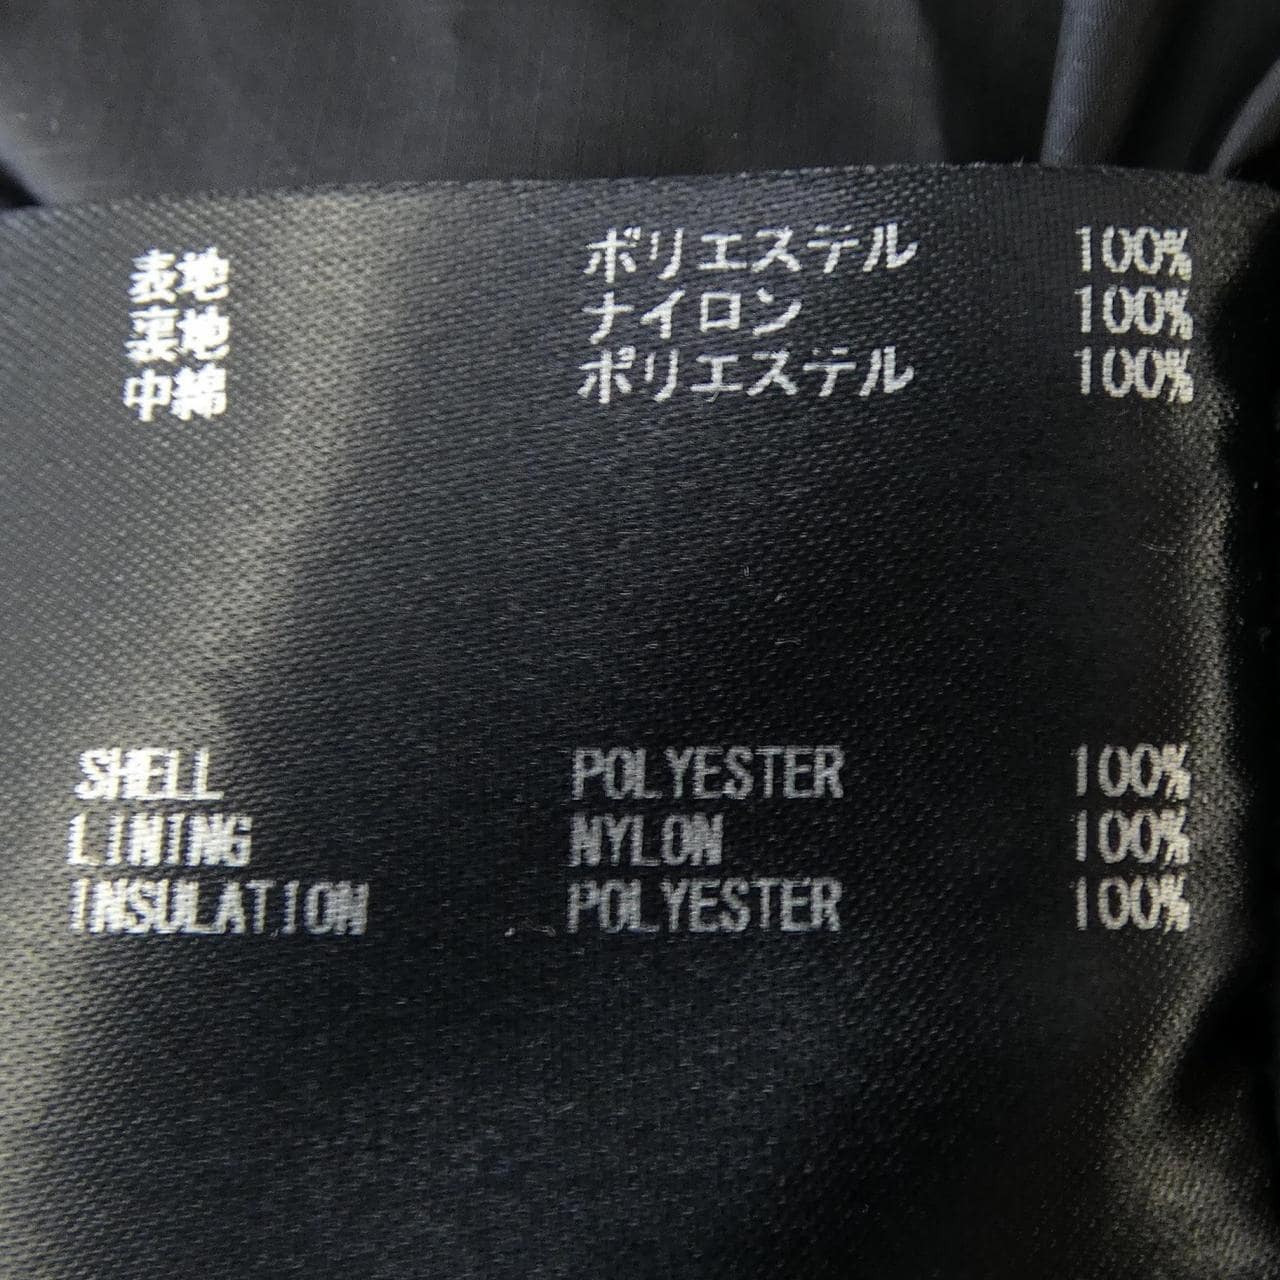 表地 ポリエステル 100%
裏地 ナイロン 100%
中綿 ポリエステル 100%
SHELL POLYESTER 100%
LINING NYLON 100%
INSULATION POLYESTER 100%